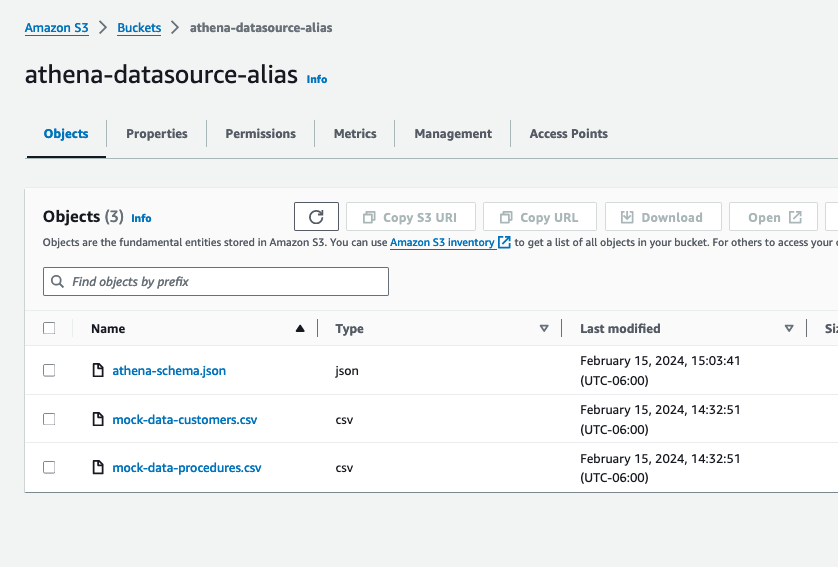 Amazon S3 > Buckets > athena-datasource-alias
athena-datasource-alias Info
Objects Properties Permissions Metrics Management Access Points
Objects (3) Info Copy S3 URI Copy URL Download Open
Objects are the fundamental entities stored in Amazon S3. You can use Amazon S3 inventory to get a list of all objects in your bucket. For others to access your
Find objects by prefix
Name Type Last modified
athena-schema.json json February 15, 2024, 15:03:41
(UTC-06:00)
mock-data-customers.csv csv February 15, 2024, 14:32:51
(UTC-06:00)
mock-data-procedures.csv csv February 15, 2024, 14:32:51
(UTC-06:00)